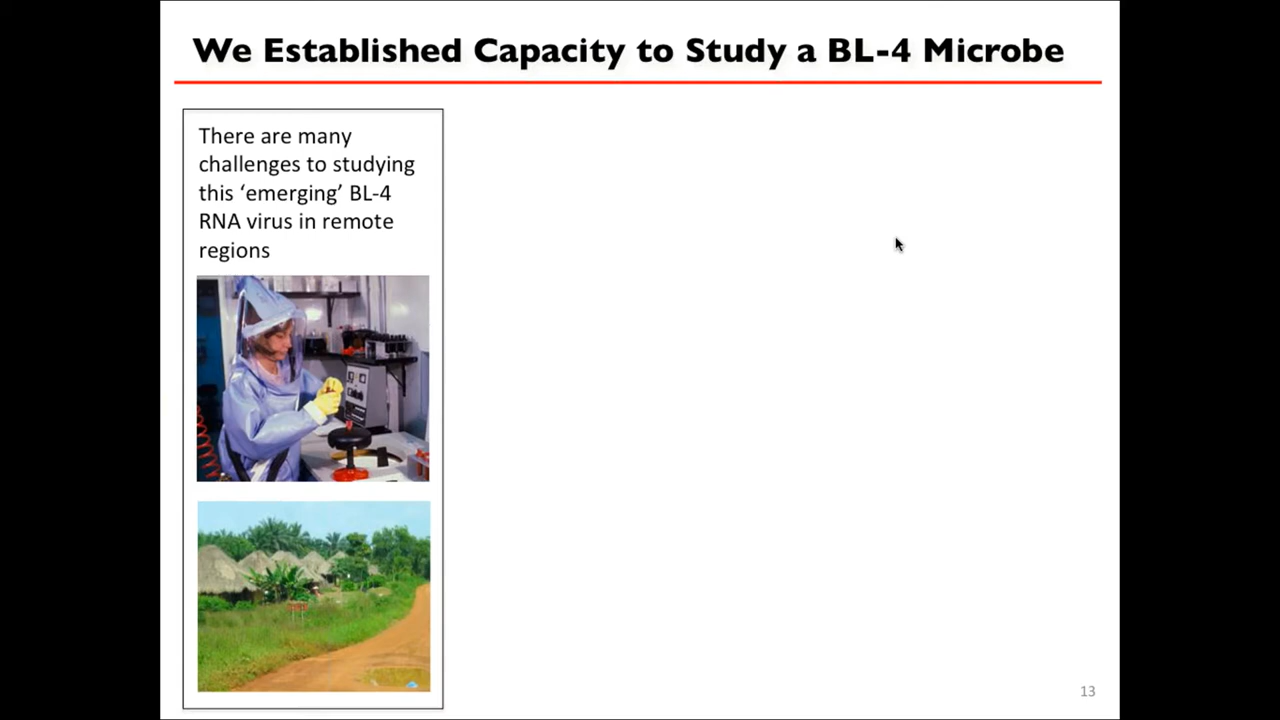 We Established Capacity to Study a BL-4 Microbe
There are many
challenges to studying
this ‘emerging’ BL-4
RNA virus in remote
regions
13